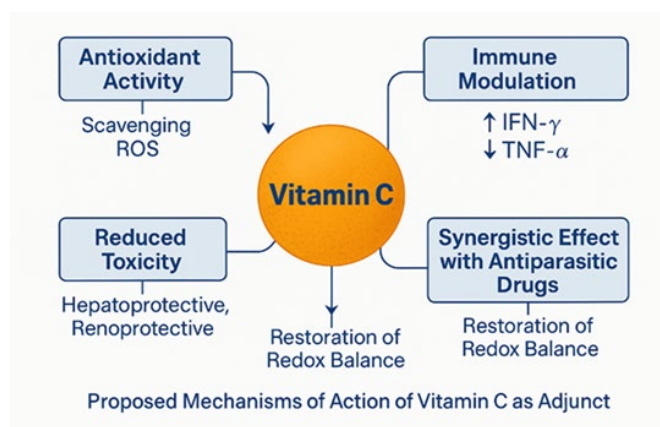 Antioxidant
Activity
Scavenging
ROS
Immune
Modulation
↑ IFN-γ
↓ TNF-α
Vitamin C
Reduced
Toxicity
Hepatoprotective,
Renoprotective
Restoration of
Redox Balance
Synergistic Effect
with Antiparasitic
Drugs
Restoration of
Redox Balance
Proposed Mechanisms of Action of Vitamin C as Adjunct